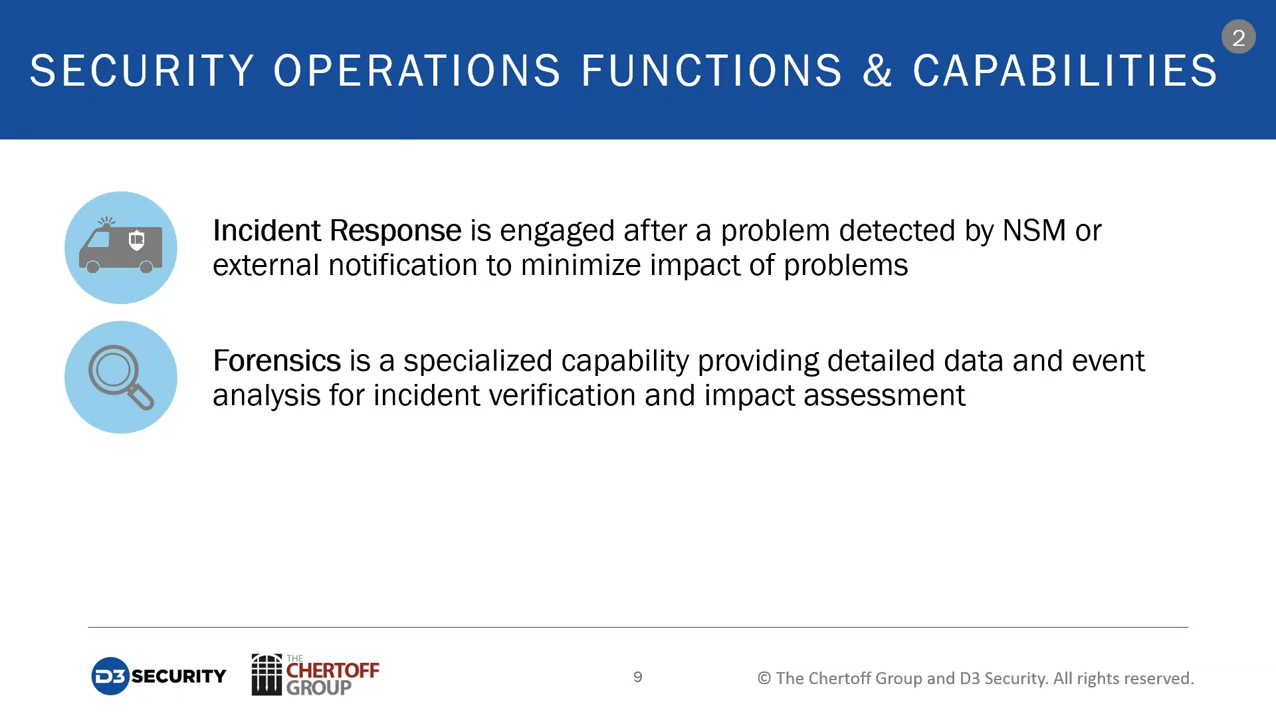 2
SECURITY OPERATIONS FUNCTIONS & CAPABILITIES
Incident Response is engaged after a problem detected by NSM or
external notification to minimize impact of problems
Forensics is a specialized capability providing detailed data and event
analysis for incident verification and impact assessment
D3 SECURITY
THE
CHERTOFF
GROUP
9
© The Chertoff Group and D3 Security. All rights reserved.